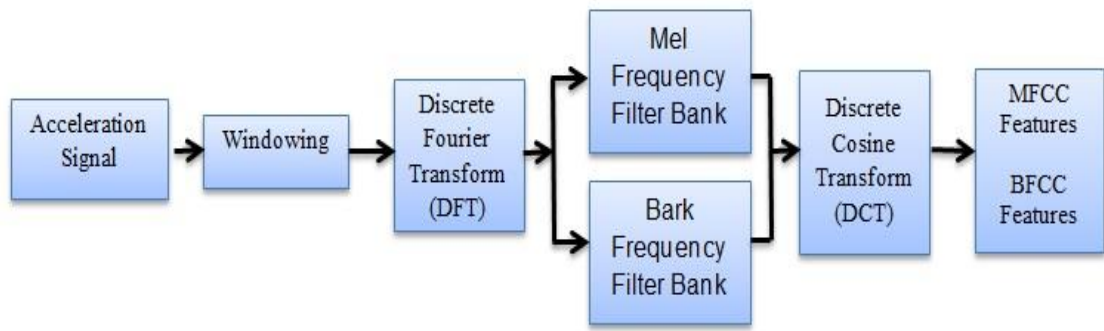 Acceleration
Signal
Windowing
Discrete
Fourier
Transform
(DFT)
Mel
Frequency
Filter Bank
Bark
Frequency
Filter Bank
Discrete
Cosine
Transform
(DCT)
MFCC
Features
BFCC
Features